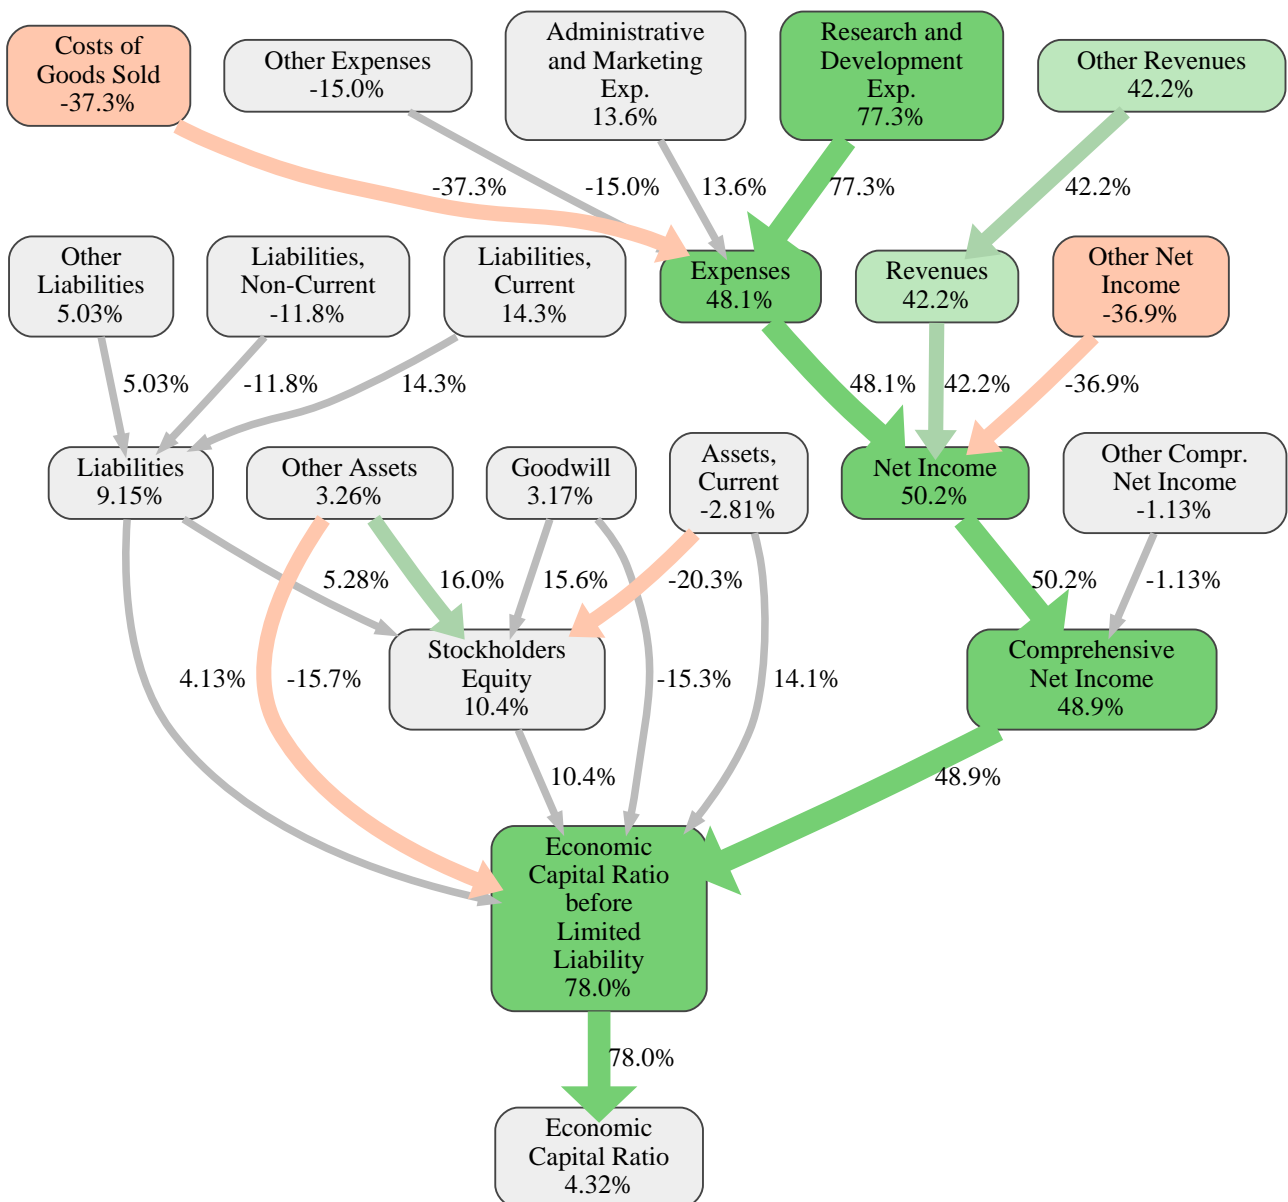 Costs of
Goods Sold
-37.3%
Other Expenses
-15.0%
Administrative
and Marketing
Exp.
13.6%
Research and
Development
Exp.
77.3%
Other Revenues
42.2%
-37.3%
-15.0%
13.6%
77.3%
42.2%
Other
Liabilities
5.03%
Liabilities,
Non-Current
-11.8%
Liabilities,
Current
14.3%
Expenses
48.1%
Revenues
42.2%
Other Net
Income
-36.9%
5.03%
-11.8%
14.3%
48.1%
42.2%
-36.9%
Liabilities
9.15%
Other Assets
3.26%
Goodwill
3.17%
Assets,
Current
-2.81%
Net Income
50.2%
Other Compr.
Net Income
-1.13%
5.28%
16.0%
15.6%
-20.3%
50.2%
-1.13%
4.13%
-15.7%
Stockholders
Equity
10.4%
-15.3%
14.1%
Comprehensive
Net Income
48.9%
10.4%
48.9%
Economic
Capital Ratio
before
Limited
Liability
78.0%
78.0%
Economic
Capital Ratio
4.32%